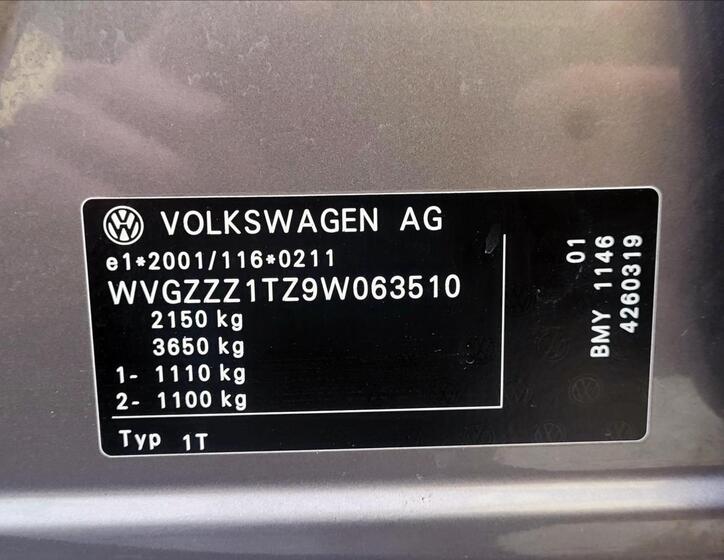 VOLKSWAGEN AG
e1*2001/116*0211
WVGZZZ1TZ9W063510
2150 kg
3650 kg
1- 1110 kg
2- 1100 kg
Typ 1T
01
BMY 1146
4260319